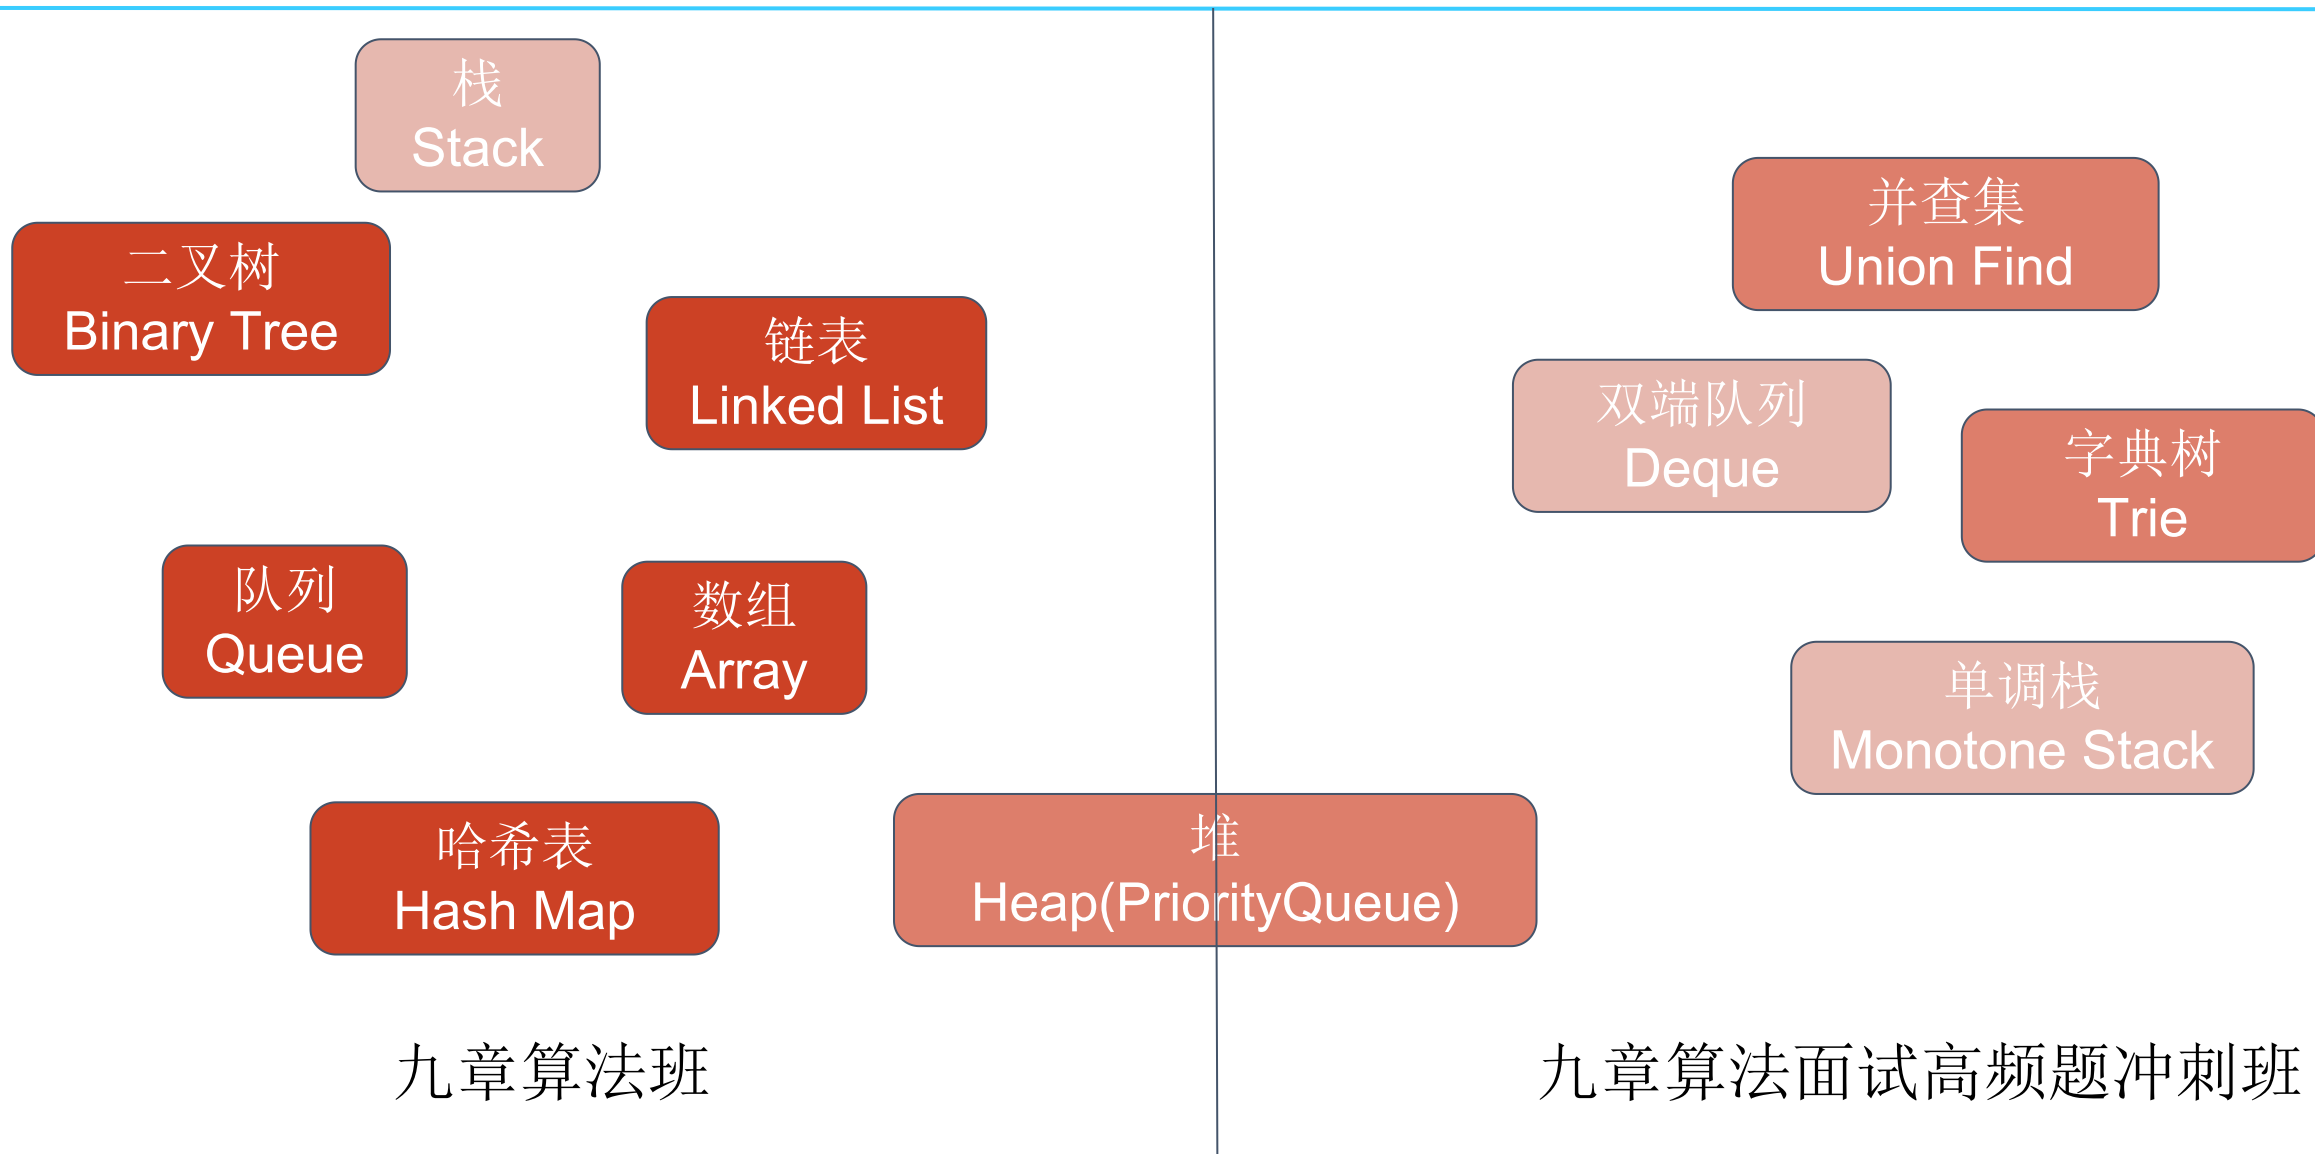 栈
Stack
二叉树
Binary Tree
链表
Linked List
队列
Queue
数组
Array
哈希表
Hash Map
堆
Heap(PriorityQueue)
九章算法班
并查集
Union Find
双端队列
Deque
字典树
Trie
单调栈
Monotone Stack
九章算法面试高频题冲刺班